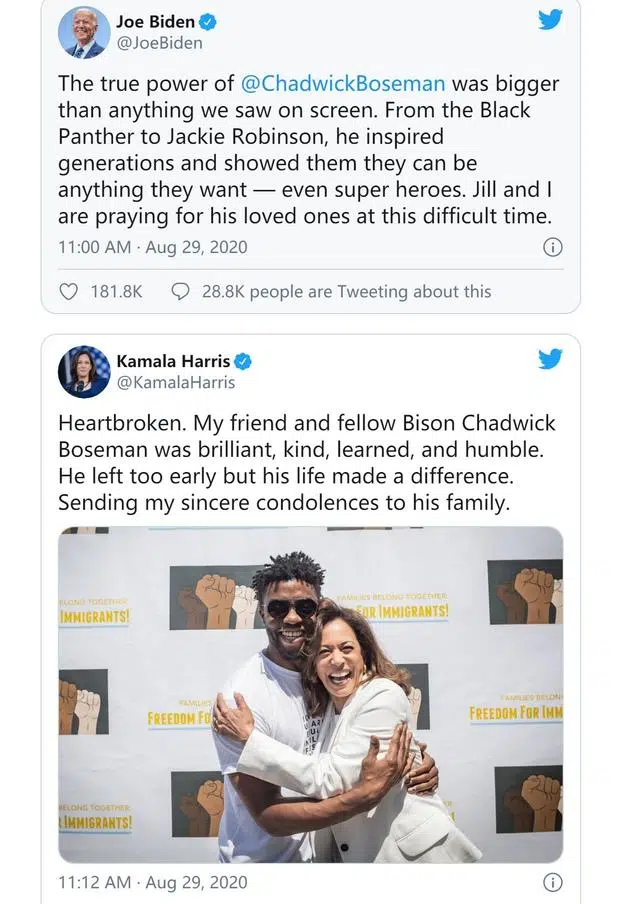 Joe Biden
@JoeBiden
The true power of @ChadwickBoseman was bigger
than anything we saw on screen. From the Black
Panther to Jackie Robinson, he inspired
generations and showed them they can be
anything they want — even super heroes. Jill and I
are praying for his loved ones at this difficult time.
11:00 AM · Aug 29, 2020
181.8K 28.8K people are Tweeting about this
Kamala Harris
@KamalaHarris
Heartbroken. My friend and fellow Bison Chadwick
Boseman was brilliant, kind, learned, and humble.
He left too early but his life made a difference.
Sending my sincere condolences to his family.
TOGETHER
IMMIGRANTS!
FAMILIES BELONG TOGETHER
FOR IMMIGRANTS!
FAMILIES
FREEDOM
FAMILIES
FREEDOM FOR
BELONG TOGETHER
IMMIGRANTS!
11:12 AM · Aug 29, 2020